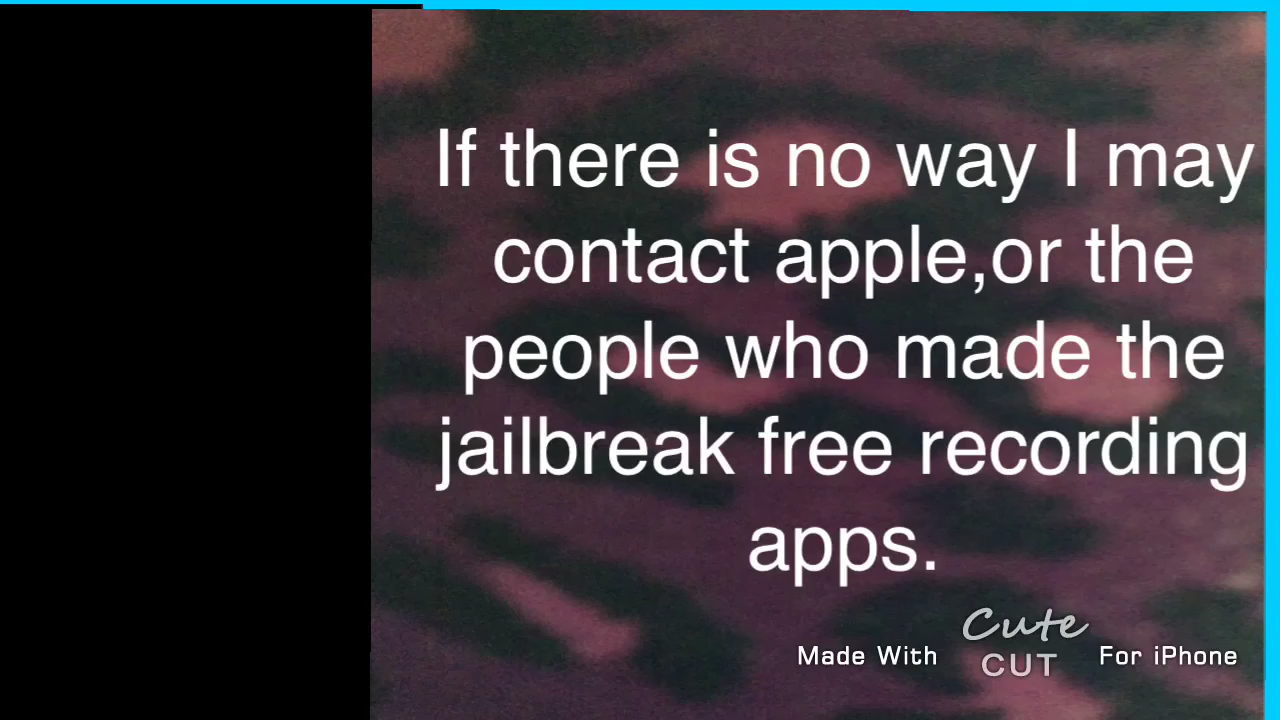 If there is no way I may
contact apple,or the
people who made the
jailbreak free recording
apps.
Made With Cute CUT For iPhone